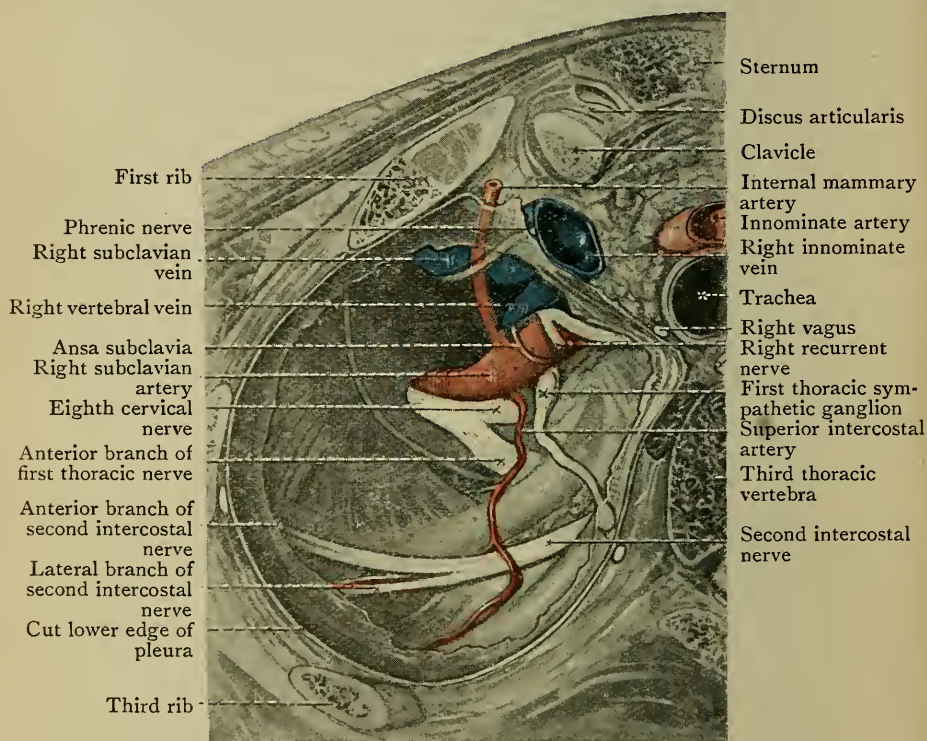 First rib
Phrenic nerve
Right subclavian
vein
Right vertebral vein
Ansa subclavia
Right subclavian
artery
Eighth cervical
nerve
Anterior branch of
first thoracic nerve
Anterior branch of
second intercostal
nerve
Lateral branch of
second intercostal
nerve
Cut lower edge of
pleura
Third rib
Sternum
Discus articularis
Clavicle
Internal mammary
artery
Innominate artery
Right innominate
vein
Trachea
Right vagus
Right recurrent
nerve
First thoracic sym-
pathetic ganglion
Superior intercostal
artery
Third thoracic
vertebra
Second intercostal
nerve